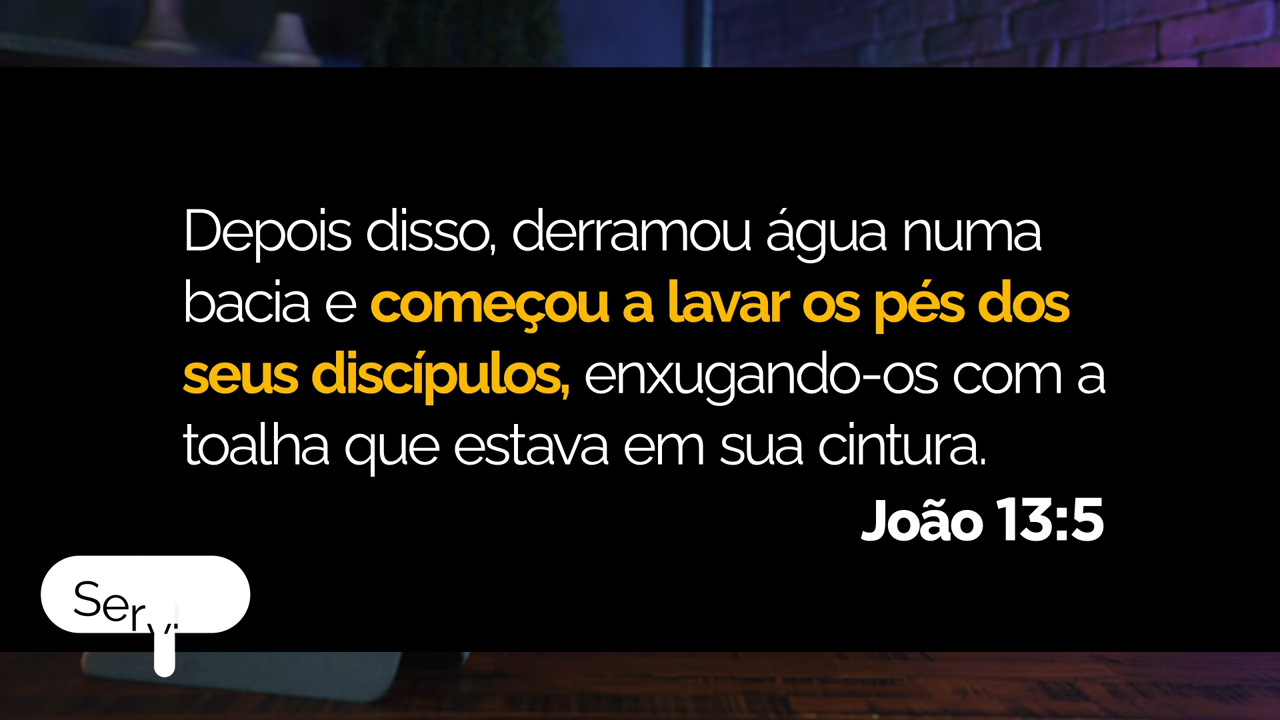 Depois disso, derramou água numa
bacia e começou a lavar os pés dos
seus discípulos, enxugando-os com a
toalha que estava em sua cintura.
João 13:5